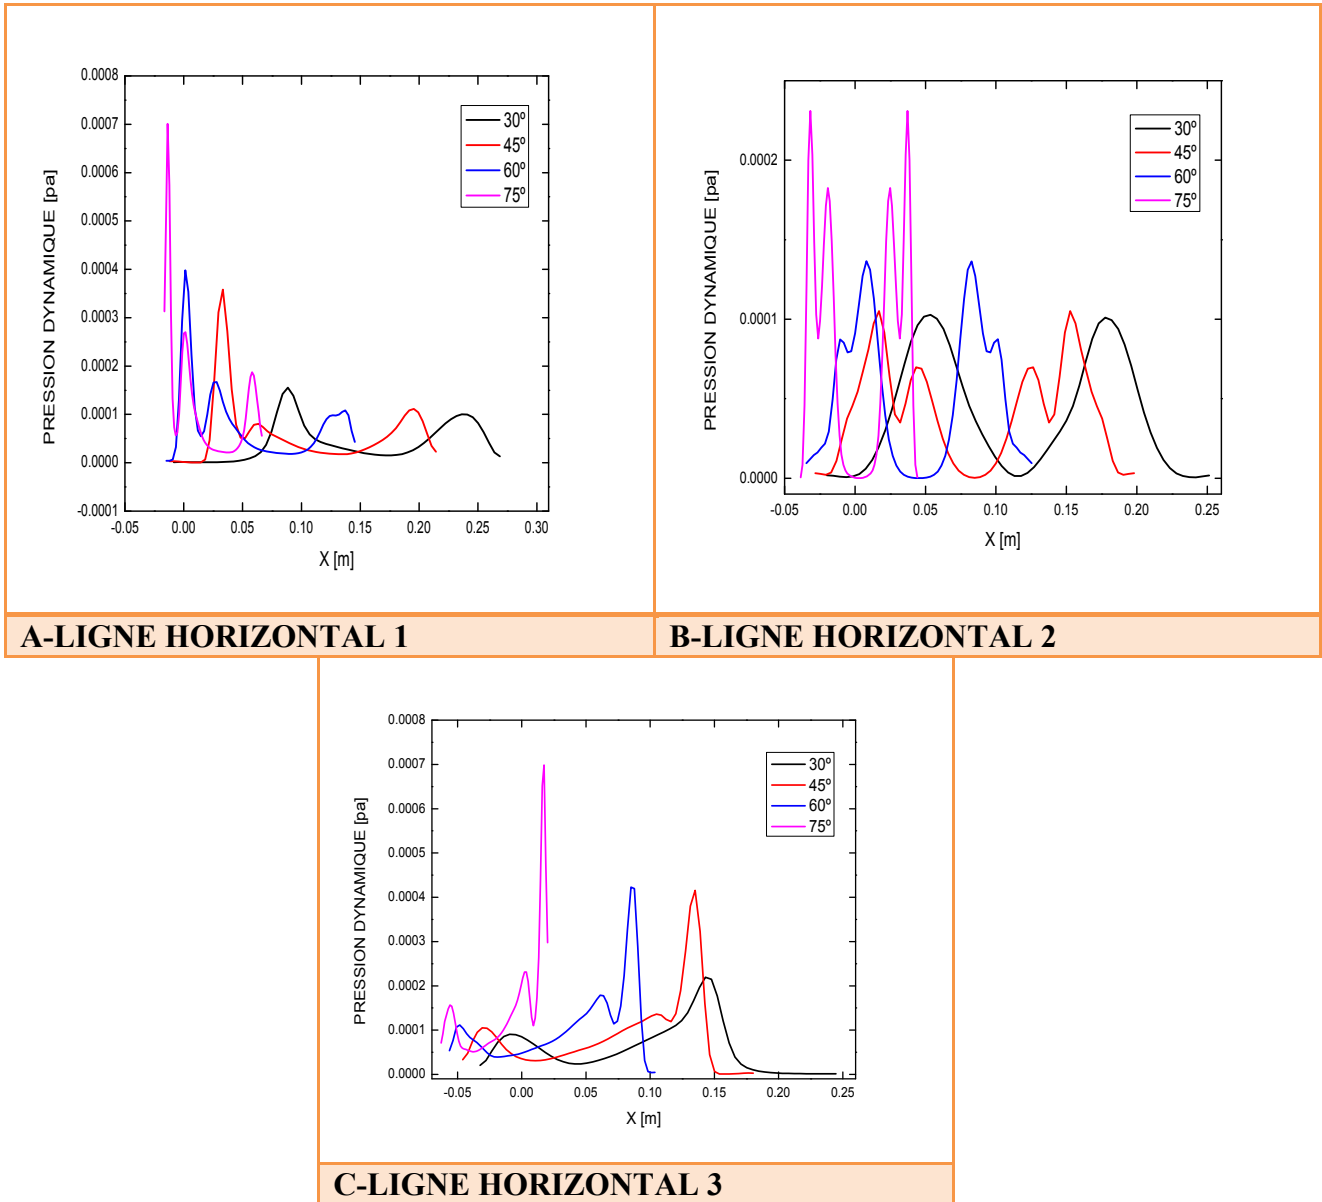 0.0008
0.0007
0.0006
0.0005
0.0004
0.0003
0.0002
0.0001
0.0000
-0.0001
PRESSION DYNAMIQUE [pa]
-0.05 0.00 0.05 0.10 0.15 0.20 0.25 0.30
X [m]
30º
45º
60º
75º
0.0002
0.0001
0.0000
PRESSION DYNAMIQUE [pa]
-0.05 0.00 0.05 0.10 0.15 0.20 0.25
X [m]
30º
45º
60º
75º
A-LIGNE HORIZONTAL 1
B-LIGNE HORIZONTAL 2
0.0008
0.0007
0.0006
0.0005
0.0004
0.0003
0.0002
0.0001
0.0000
PRESSION DYNAMIQUE [pa]
-0.05 0.00 0.05 0.10 0.15 0.20 0.25
X [m]
30º
45º
60º
75º
C-LIGNE HORIZONTAL 3